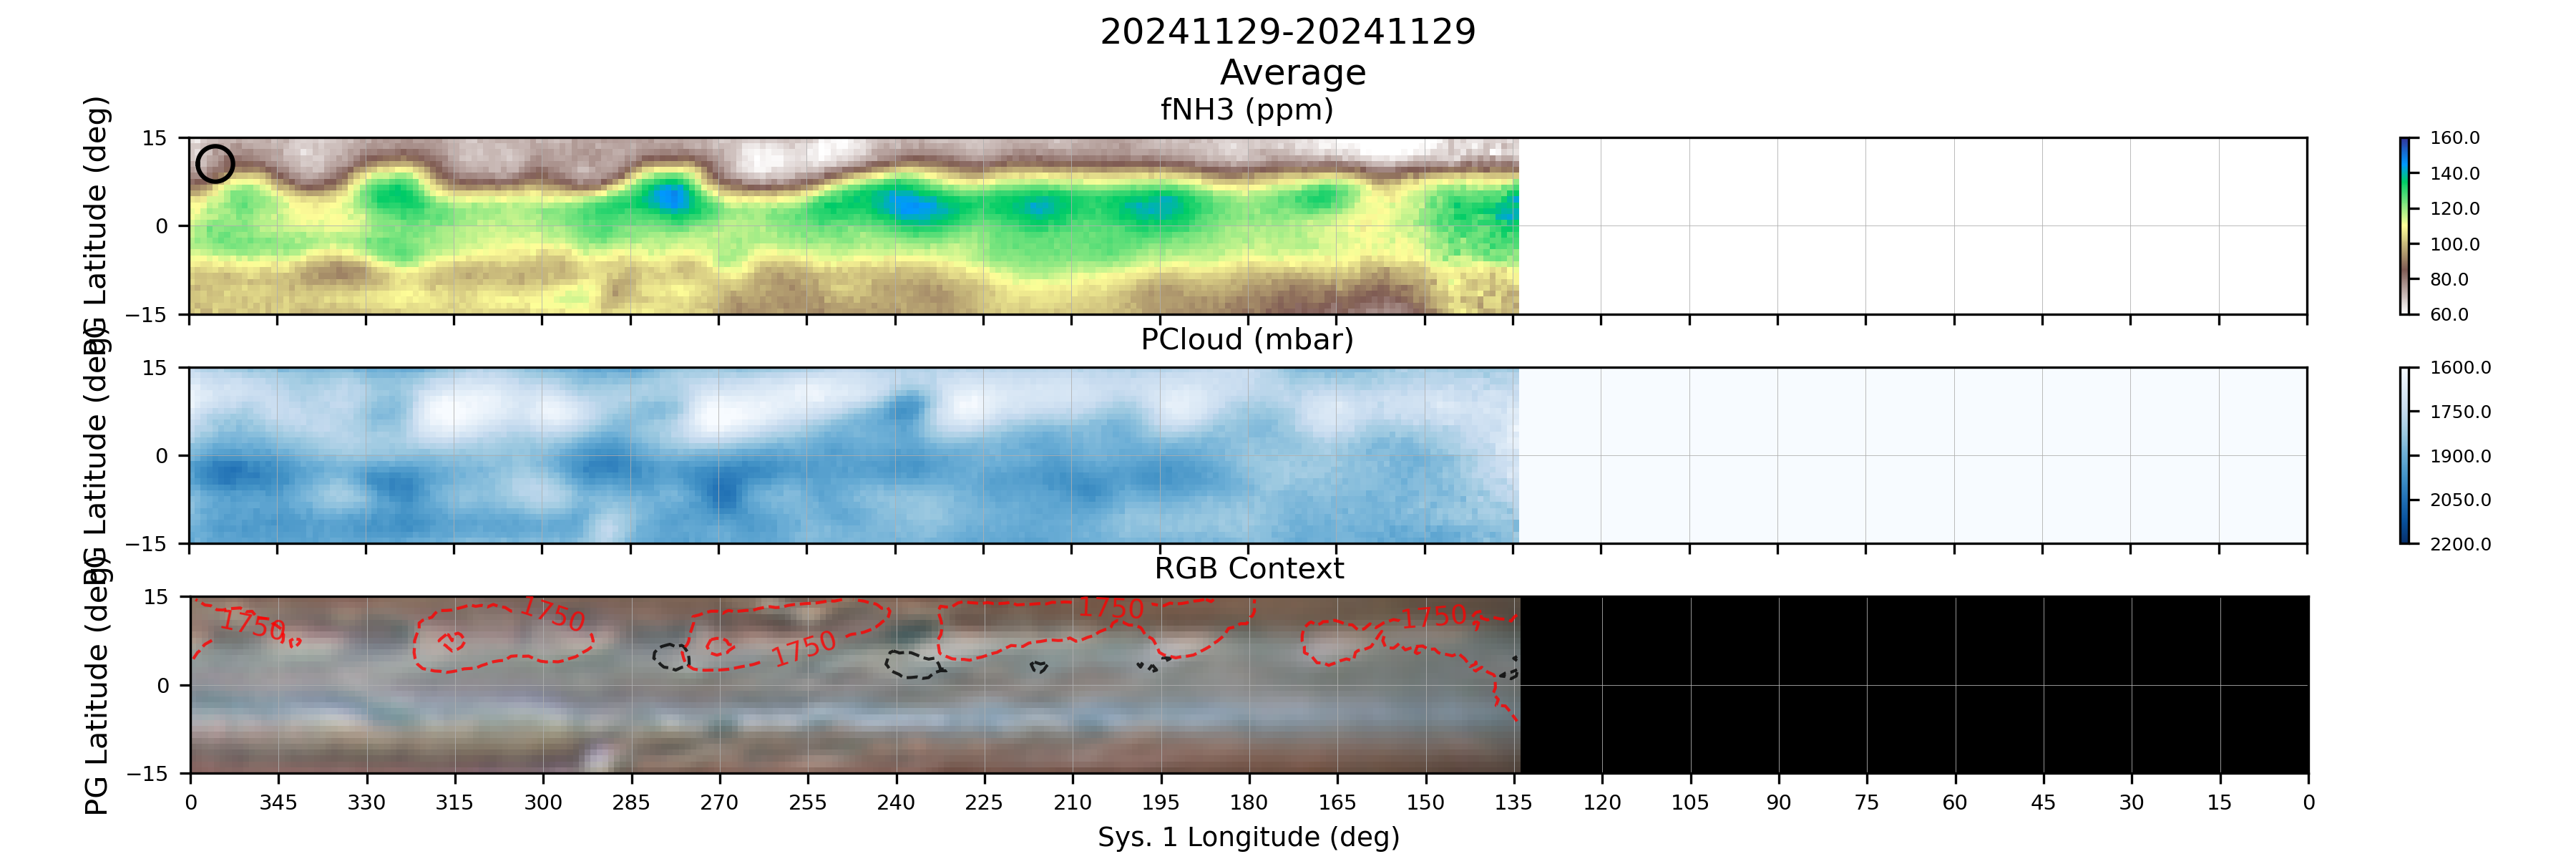 20241129-20241129
Average
fNH3 (ppm)
PG Latitude (deg)
15
0
−15
160.0
140.0
120.0
100.0
80.0
60.0
PCloud (mbar)
PG Latitude (deg)
15
0
−15
1600.0
1750.0
1900.0
2050.0
2200.0
RGB Context
PG Latitude (deg)
15
0
−15
1750
1750
1750
1750
1750
0 345 330 315 300 285 270 255 240 225 210 195 180 165 150 135 120 105 90 75 60 45 30 15 0
Sys. 1 Longitude (deg)